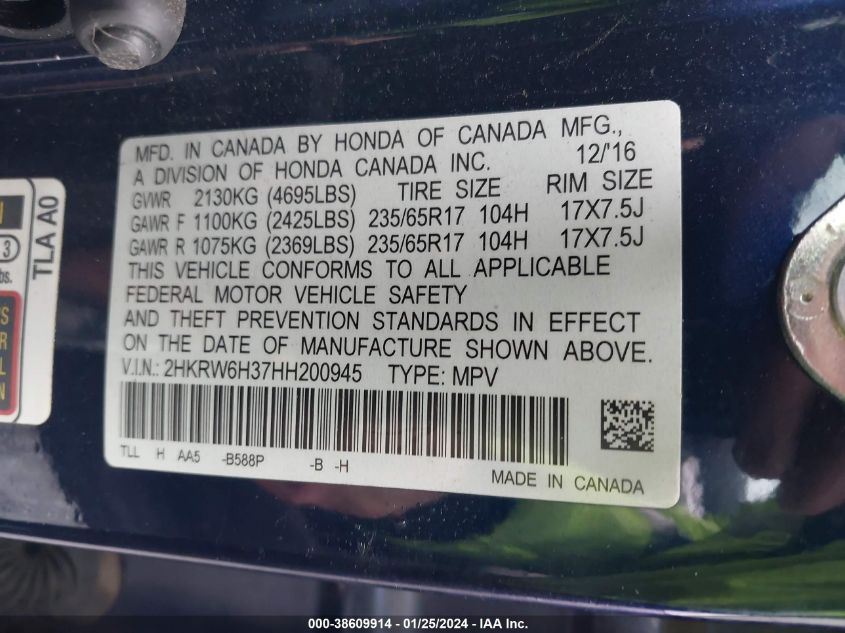 MFD. IN CANADA BY HONDA OF CANADA MFG.,
A DIVISION OF HONDA CANADA INC. 12/'16
GVWR 2130KG (4695LBS) TIRE SIZE RIM SIZE
GAWR F 1100KG (2425LBS) 235/65R17 104H 17X7.5J
GAWR R 1075KG (2369LBS) 235/65R17 104H 17X7.5J
THIS VEHICLE CONFORMS TO ALL APPLICABLE
FEDERAL MOTOR VEHICLE SAFETY
AND THEFT PREVENTION STANDARDS IN EFFECT
ON THE DATE OF MANUFACTURE SHOWN ABOVE.
V.I.N.: 2HKRW6H37HH200945 TYPE: MPV
TLL H AA5 -B588P -B -H
MADE IN CANADA
TLA A0
3
bs.
000-38609914 - 01/25/2024 - IAA Inc.